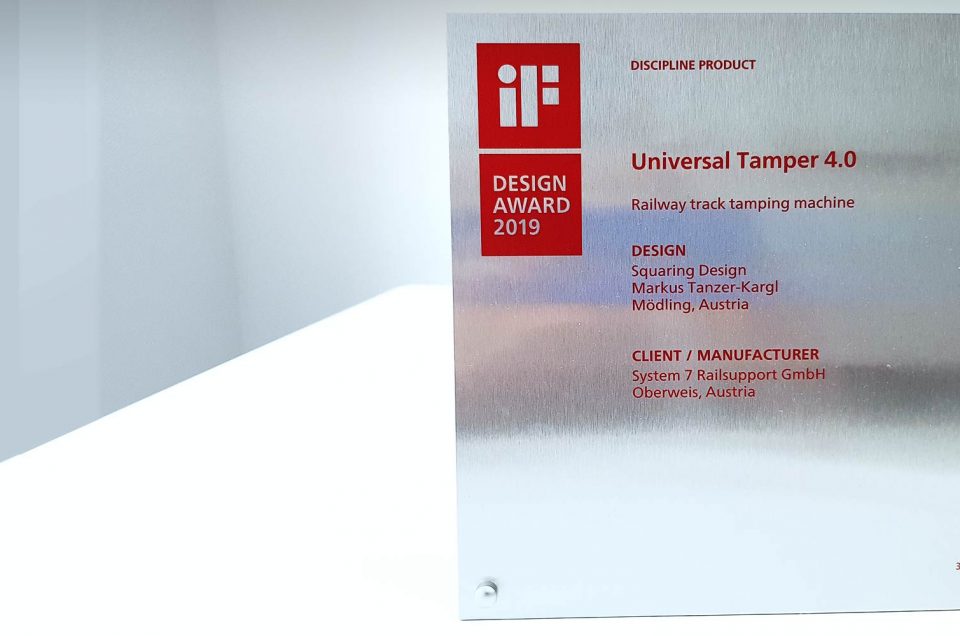 iF
DESIGN
AWARD
2019
DISCIPLINE PRODUCT
Universal Tamper 4.0
Railway track tamping machine
DESIGN
Squaring Design
Markus Tanzer-Kargl
Mödling, Austria
CLIENT / MANUFACTURER
System 7 Railsupport GmbH
Oberweis, Austria
3